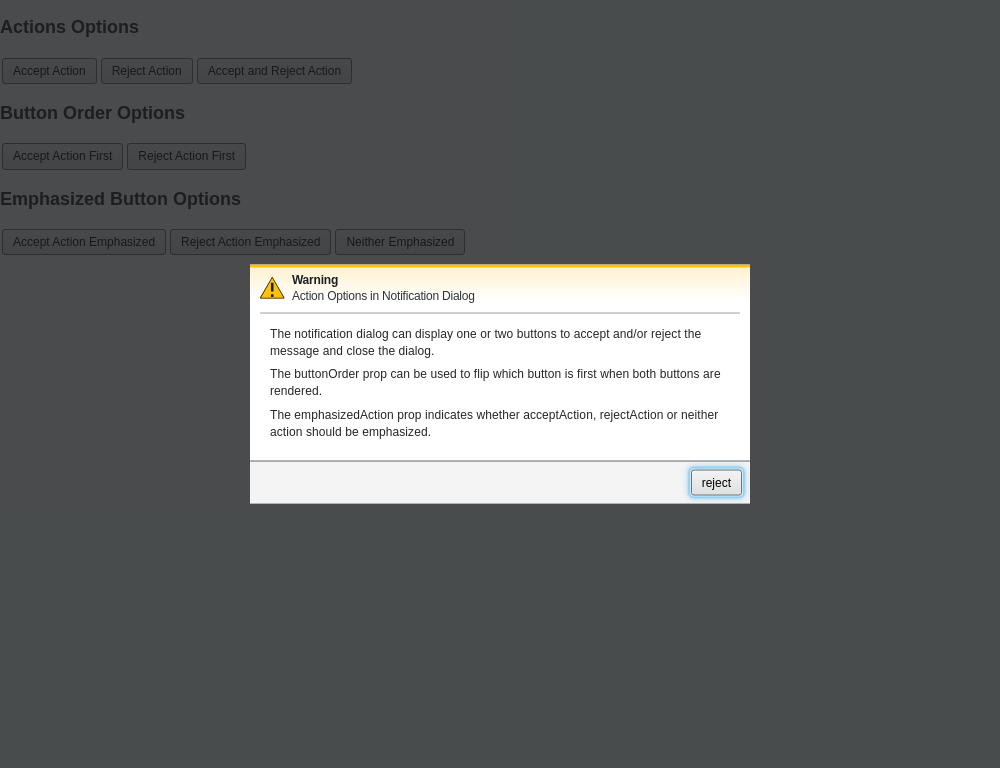 Actions Options
Accept Action Reject Action Accept and Reject Action
Button Order Options
Accept Action First Reject Action First
Emphasized Button Options
Accept Action Emphasized Reject Action Emphasized Neither Emphasized
Warning
Action Options in Notification Dialog
The notification dialog can display one or two buttons to accept and/or reject the
message and close the dialog.
The buttonOrder prop can be used to flip which button is first when both buttons are
rendered.
The emphasizedAction prop indicates whether acceptAction, rejectAction or neither
action should be emphasized.
reject